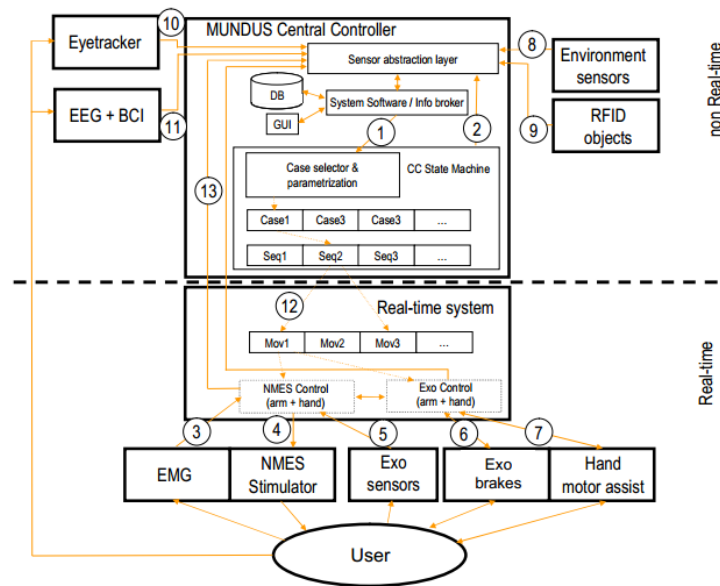 10
MUNDUS Central Controller
Eyetracker
Sensor abstraction layer
8
Environment
sensors
DB
System Software / Info broker
EEG + BCI
11
GUI
1
2
9
RFID
objects
non Real-time
CC State Machine
Case selector &
parametrization
13
Case1 Case3 Case3 ...
Seq1 Seq2 Seq3 ...
12
Real-time system
Mov1 Mov2 Mov3 ...
Real-time
NMES Control
(arm + hand)
Exo Control
(arm + hand)
3
4
5
6
7
EMG
NMES
Stimulator
Exo
sensors
Exo
brakes
Hand
motor assist
User